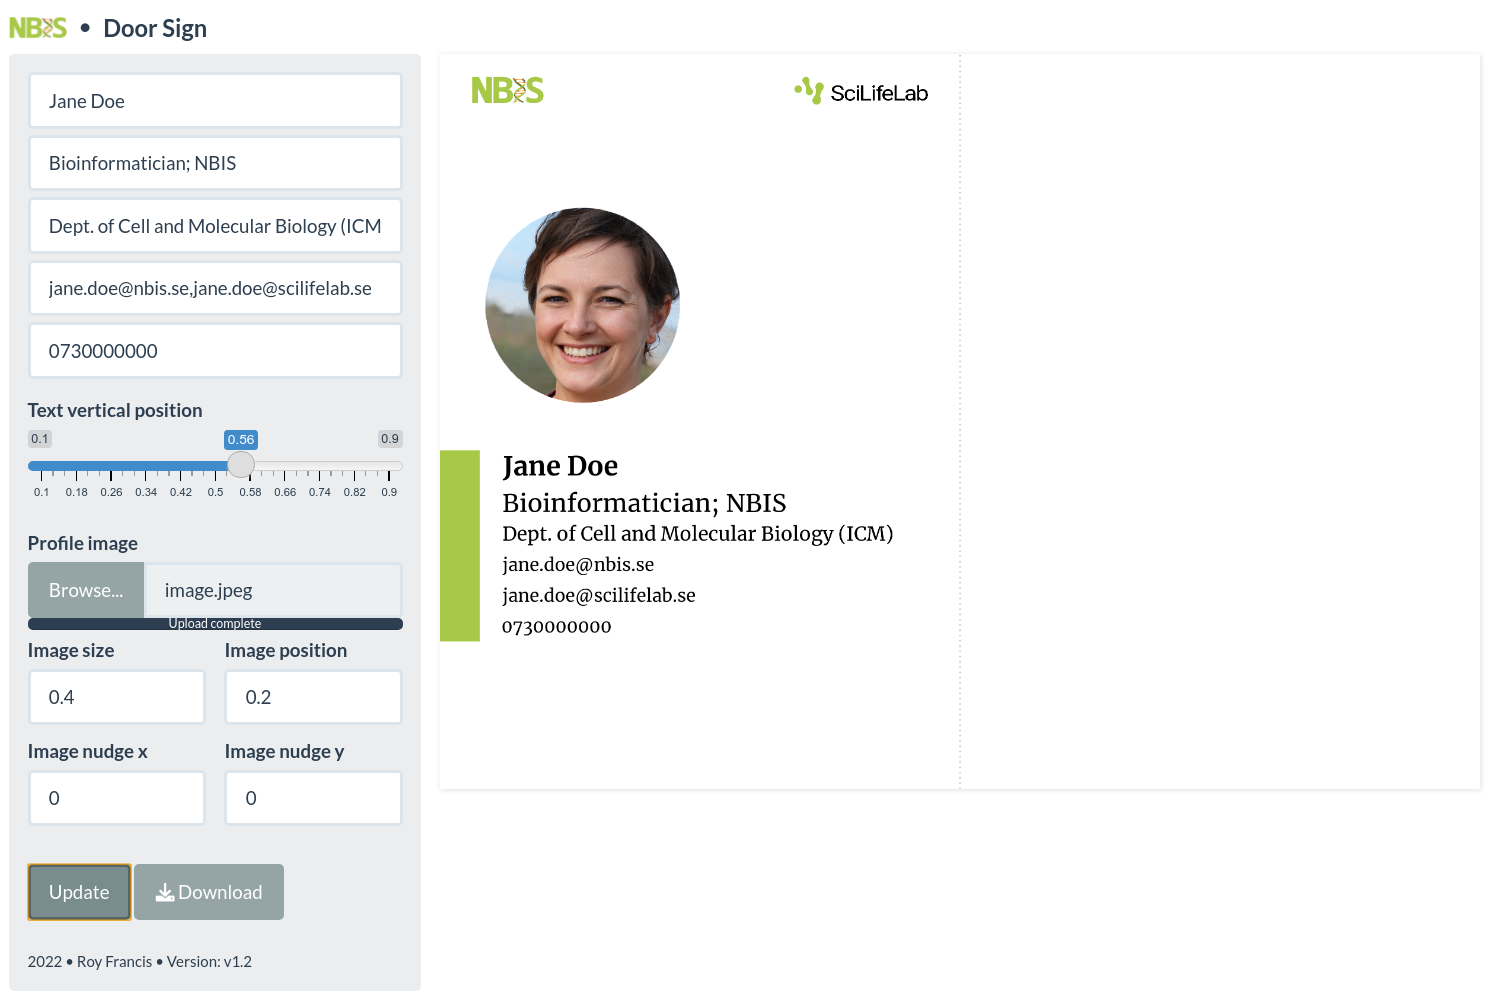 NBIS • Door Sign
Jane Doe
Bioinformatician; NBIS
Dept. of Cell and Molecular Biology (ICM
jane.doe@nbis.se,jane.doe@scilifelab.se
0730000000
Text vertical position
0.1 0.56 0.9
0.1 0.18 0.26 0.34 0.42 0.5 0.58 0.66 0.74 0.82 0.9
Profile image
Browse... image.jpeg
Upload complete
Image size Image position
0.4 0.2
Image nudge x Image nudge y
0 0
Update Download
2022 • Roy Francis • Version: v1.2
NBIS SciLifeLab
Jane Doe
Bioinformatician; NBIS
Dept. of Cell and Molecular Biology (ICM)
jane.doe@nbis.se
jane.doe@scilifelab.se
0730000000